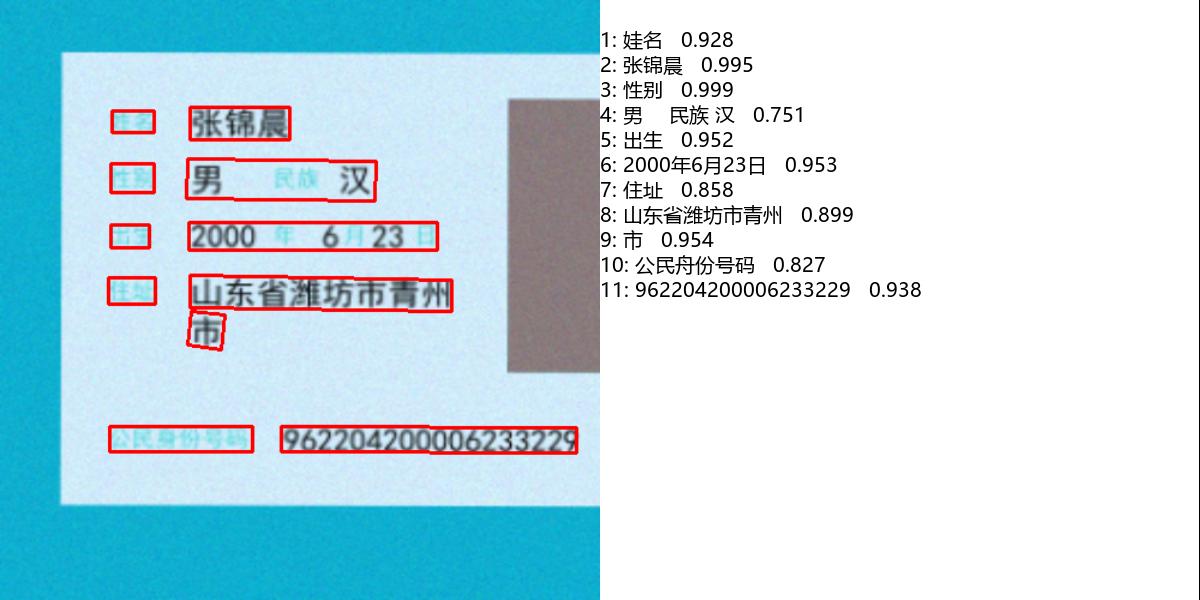 姓名 张锦晨
性别 男 民族 汉
出生 2000 年 6 月 23 日
住址 山东省潍坊市青州
市
公民身份号码 962204200006233229
1: 娃名 0.928
2: 张锦晨 0.995
3: 性别 0.999
4: 男 民族 汉 0.751
5: 出生 0.952
6: 2000年6月23日 0.953
7: 住址 0.858
8: 山东省潍坊市青州 0.899
9: 市 0.954
10: 公民舟份号码 0.827
11: 962204200006233229 0.938